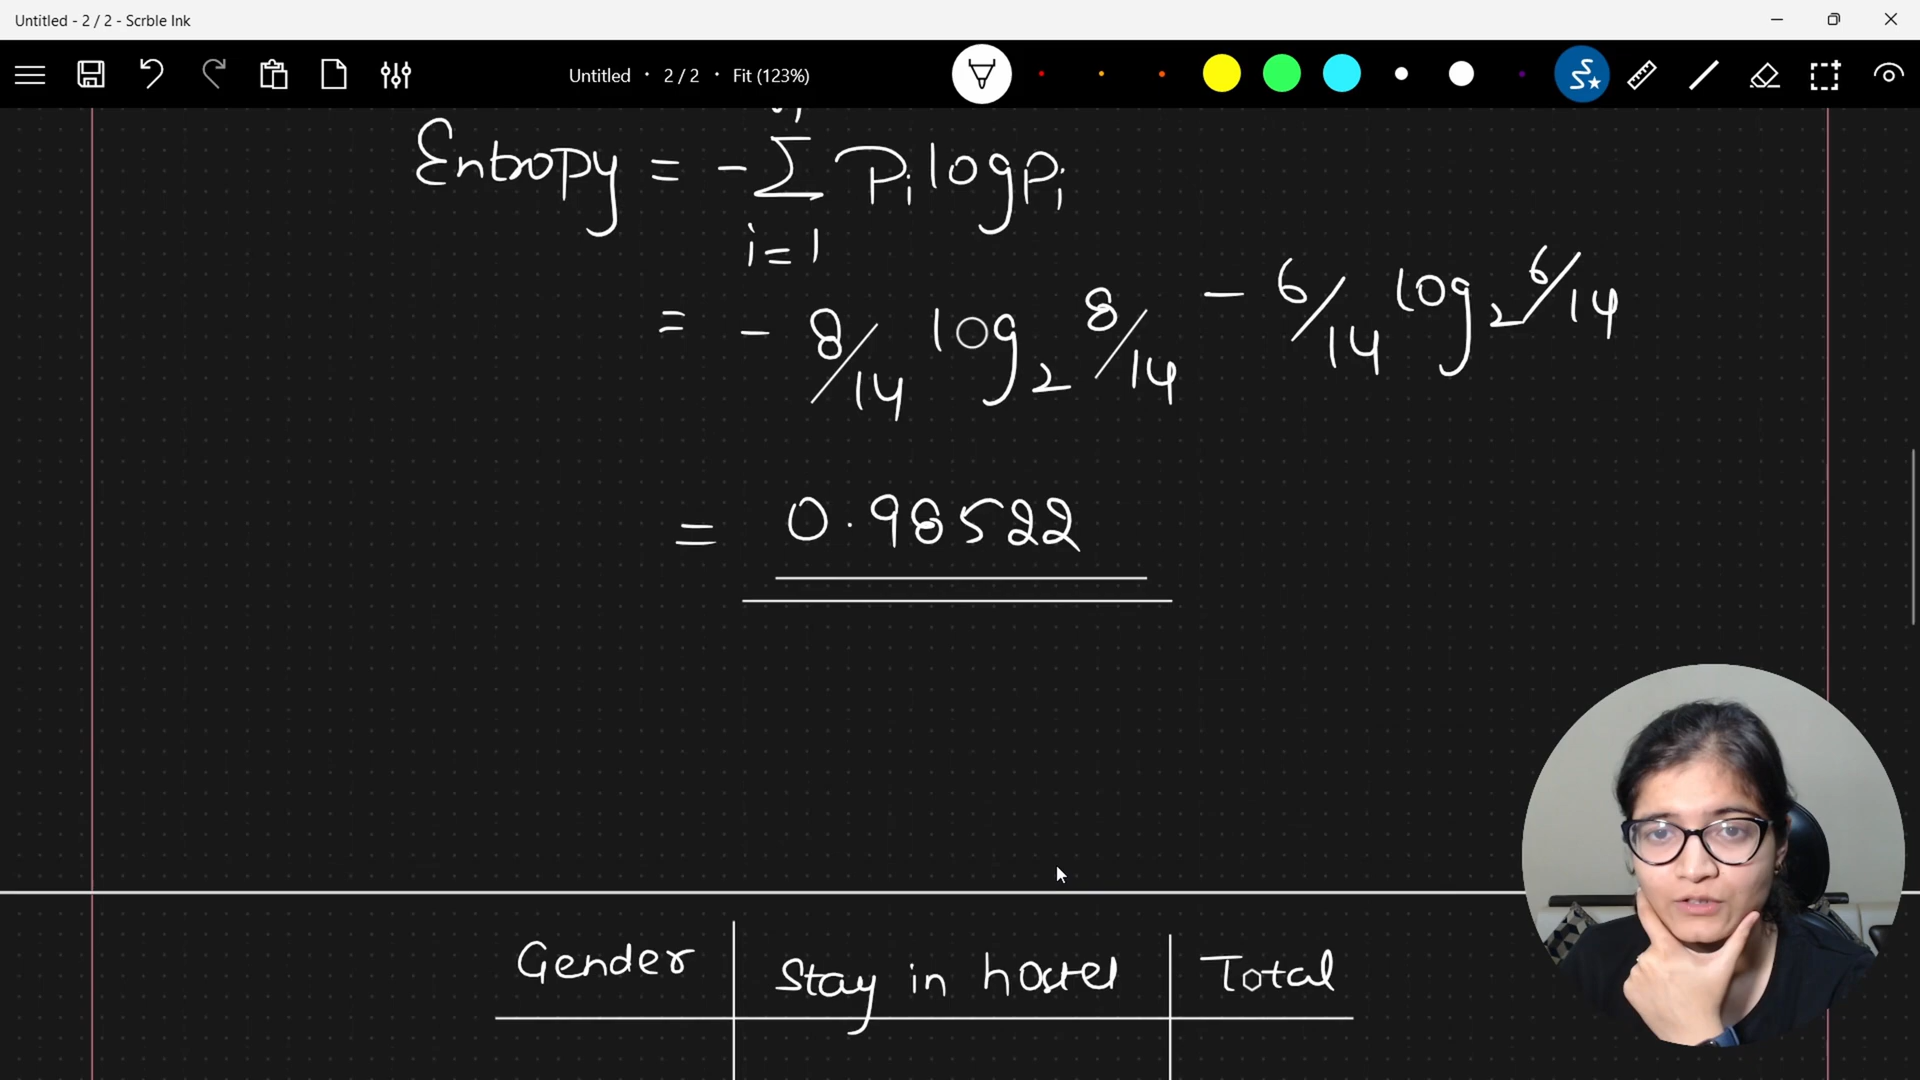 Untitled - 2 / 2 - Scrble Ink
Untitled • 2 / 2 • Fit (123%)
Entropy = - Σ Pi log Pi
i = 1
= - 8/14 log2 8/14 - 6/14 log2 6/14
= 0.98522
Gender Stay in hostel Total